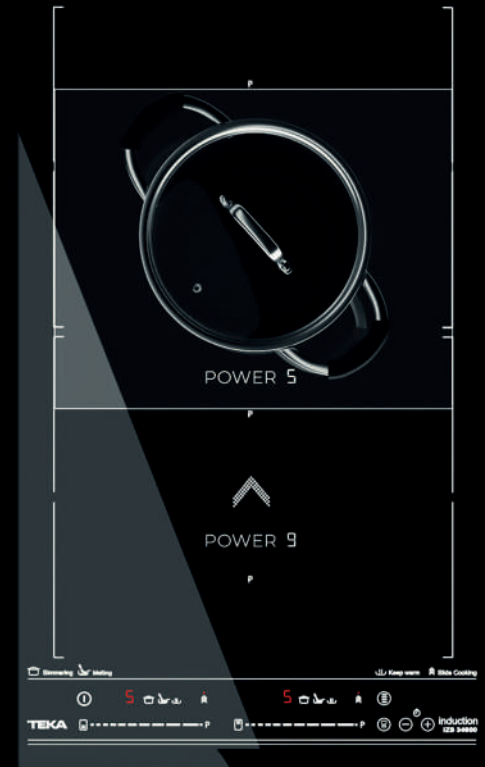 P
POWER 5
P
POWER 9
P
Simmering Melting Keep warm Slide Cooking
5 5
TEKA P P induction
IZS 34600